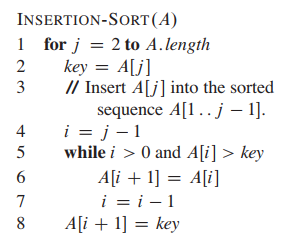 INSERTION-SORT(A)
1 for j = 2 to A.length
2 key = A[j]
3 // Insert A[j] into the sorted
sequence A[1 . . j − 1].
4 i = j − 1
5 while i > 0 and A[i] > key
6 A[i + 1] = A[i]
7 i = i − 1
8 A[i + 1] = key